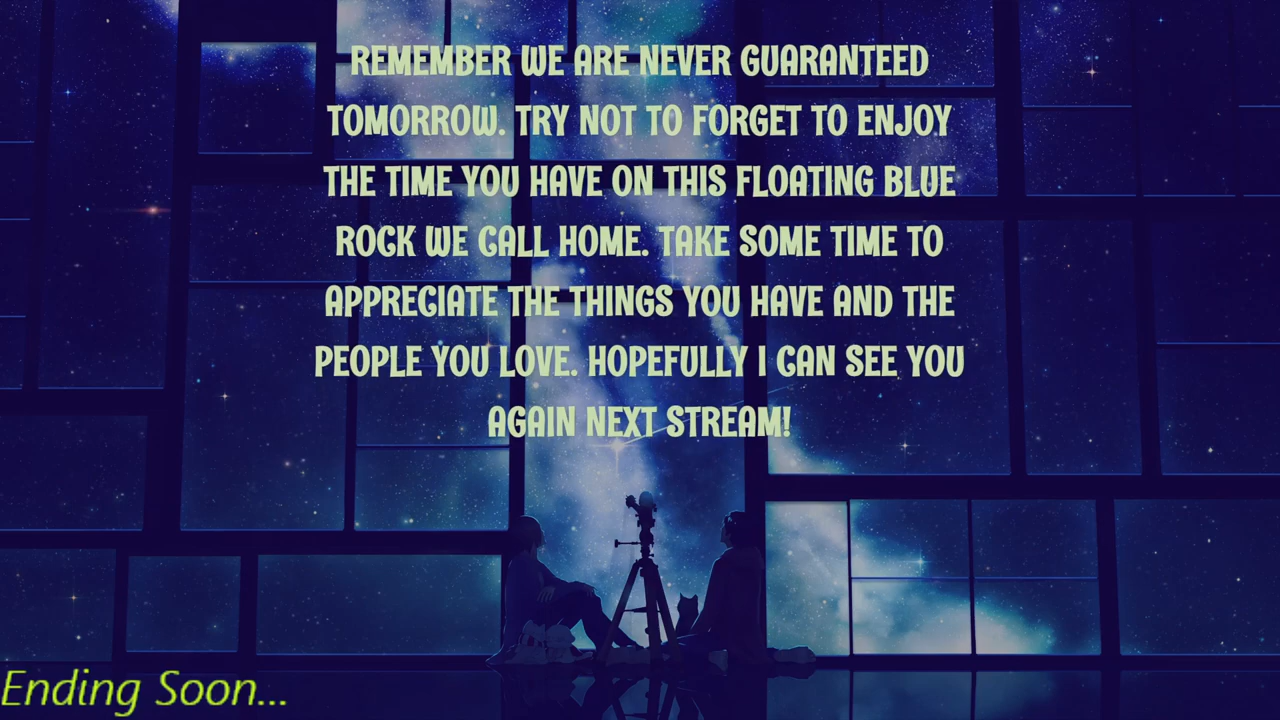 REMEMBER WE ARE NEVER GUARANTEED
TOMORROW. TRY NOT TO FORGET TO ENJOY
THE TIME YOU HAVE ON THIS FLOATING BLUE
ROCK WE CALL HOME. TAKE SOME TIME TO
APPRECIATE THE THINGS YOU HAVE AND THE
PEOPLE YOU LOVE. HOPEFULLY I CAN SEE YOU
AGAIN NEXT STREAM!
Ending Soon...